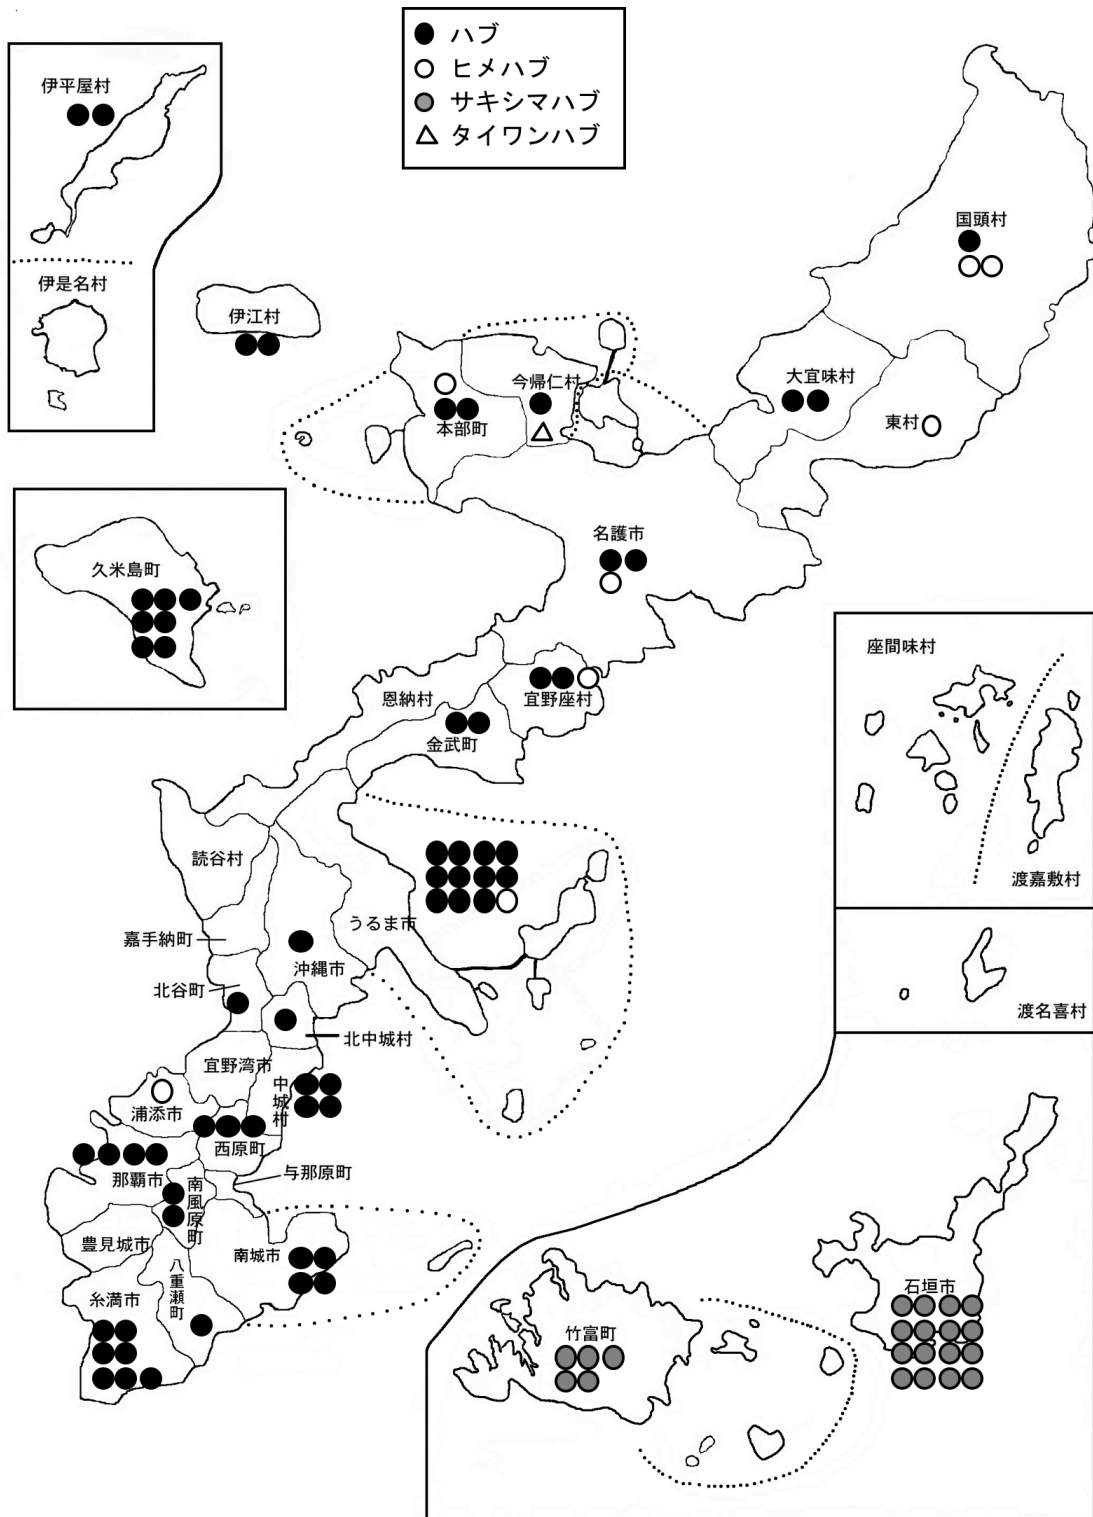 ハブ
ヒメハブ
サキシマハブ
タイワンハブ
伊平屋村
伊是名村
伊江村
国頭村
大宜味村
東村
今帰仁村
本部町
名護市
久米島町
宜野座村
恩納村
金武町
座間味村
渡嘉敷村
渡名喜村
読谷村
うるま市
嘉手納町
沖縄市
北谷町
北中城村
宜野湾市
中城村
浦添市
西原町
那覇市
与那原町
南風原町
豊見城市
南城市
八重瀬町
糸満市
石垣市
竹富町